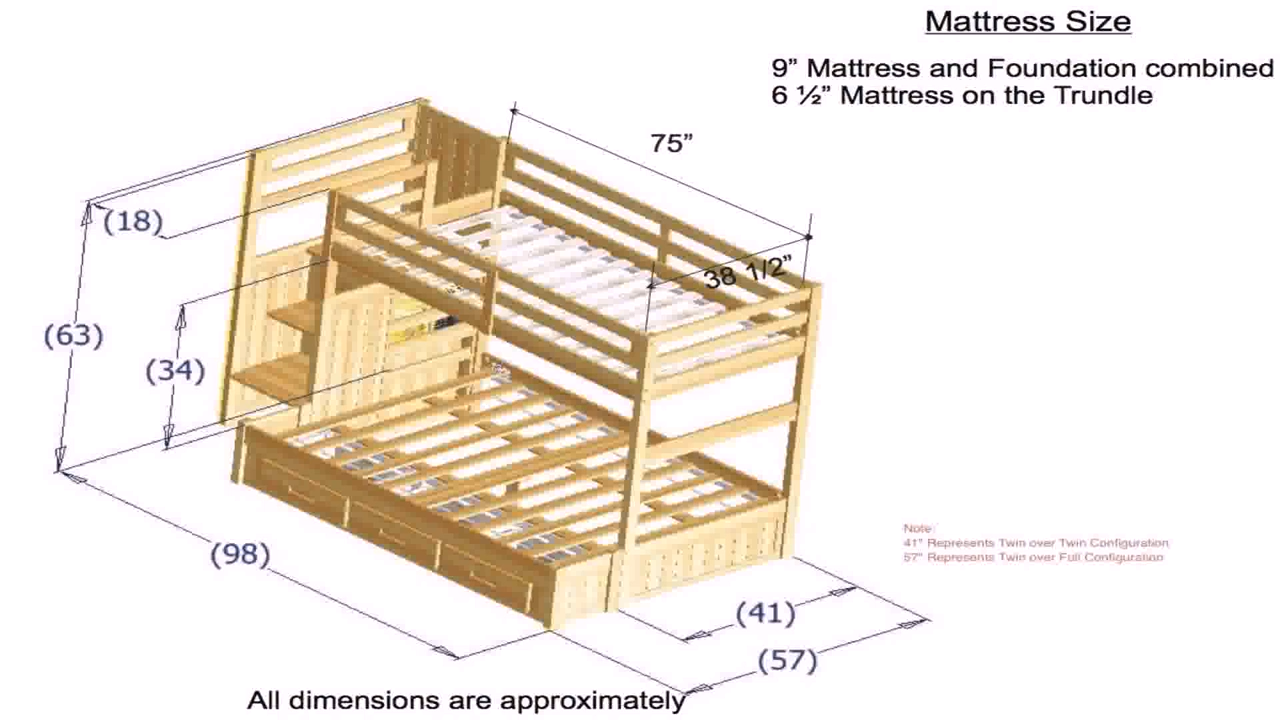 Mattress Size
9” Mattress and Foundation combined
6 ½” Mattress on the Trundle
75”
38 1/2”
(18)
(63)
(34)
(98)
(41)
(57)
Note:
41" Represents Twin over Twin Configuration
57" Represents Twin over Full Configuration
All dimensions are approximately